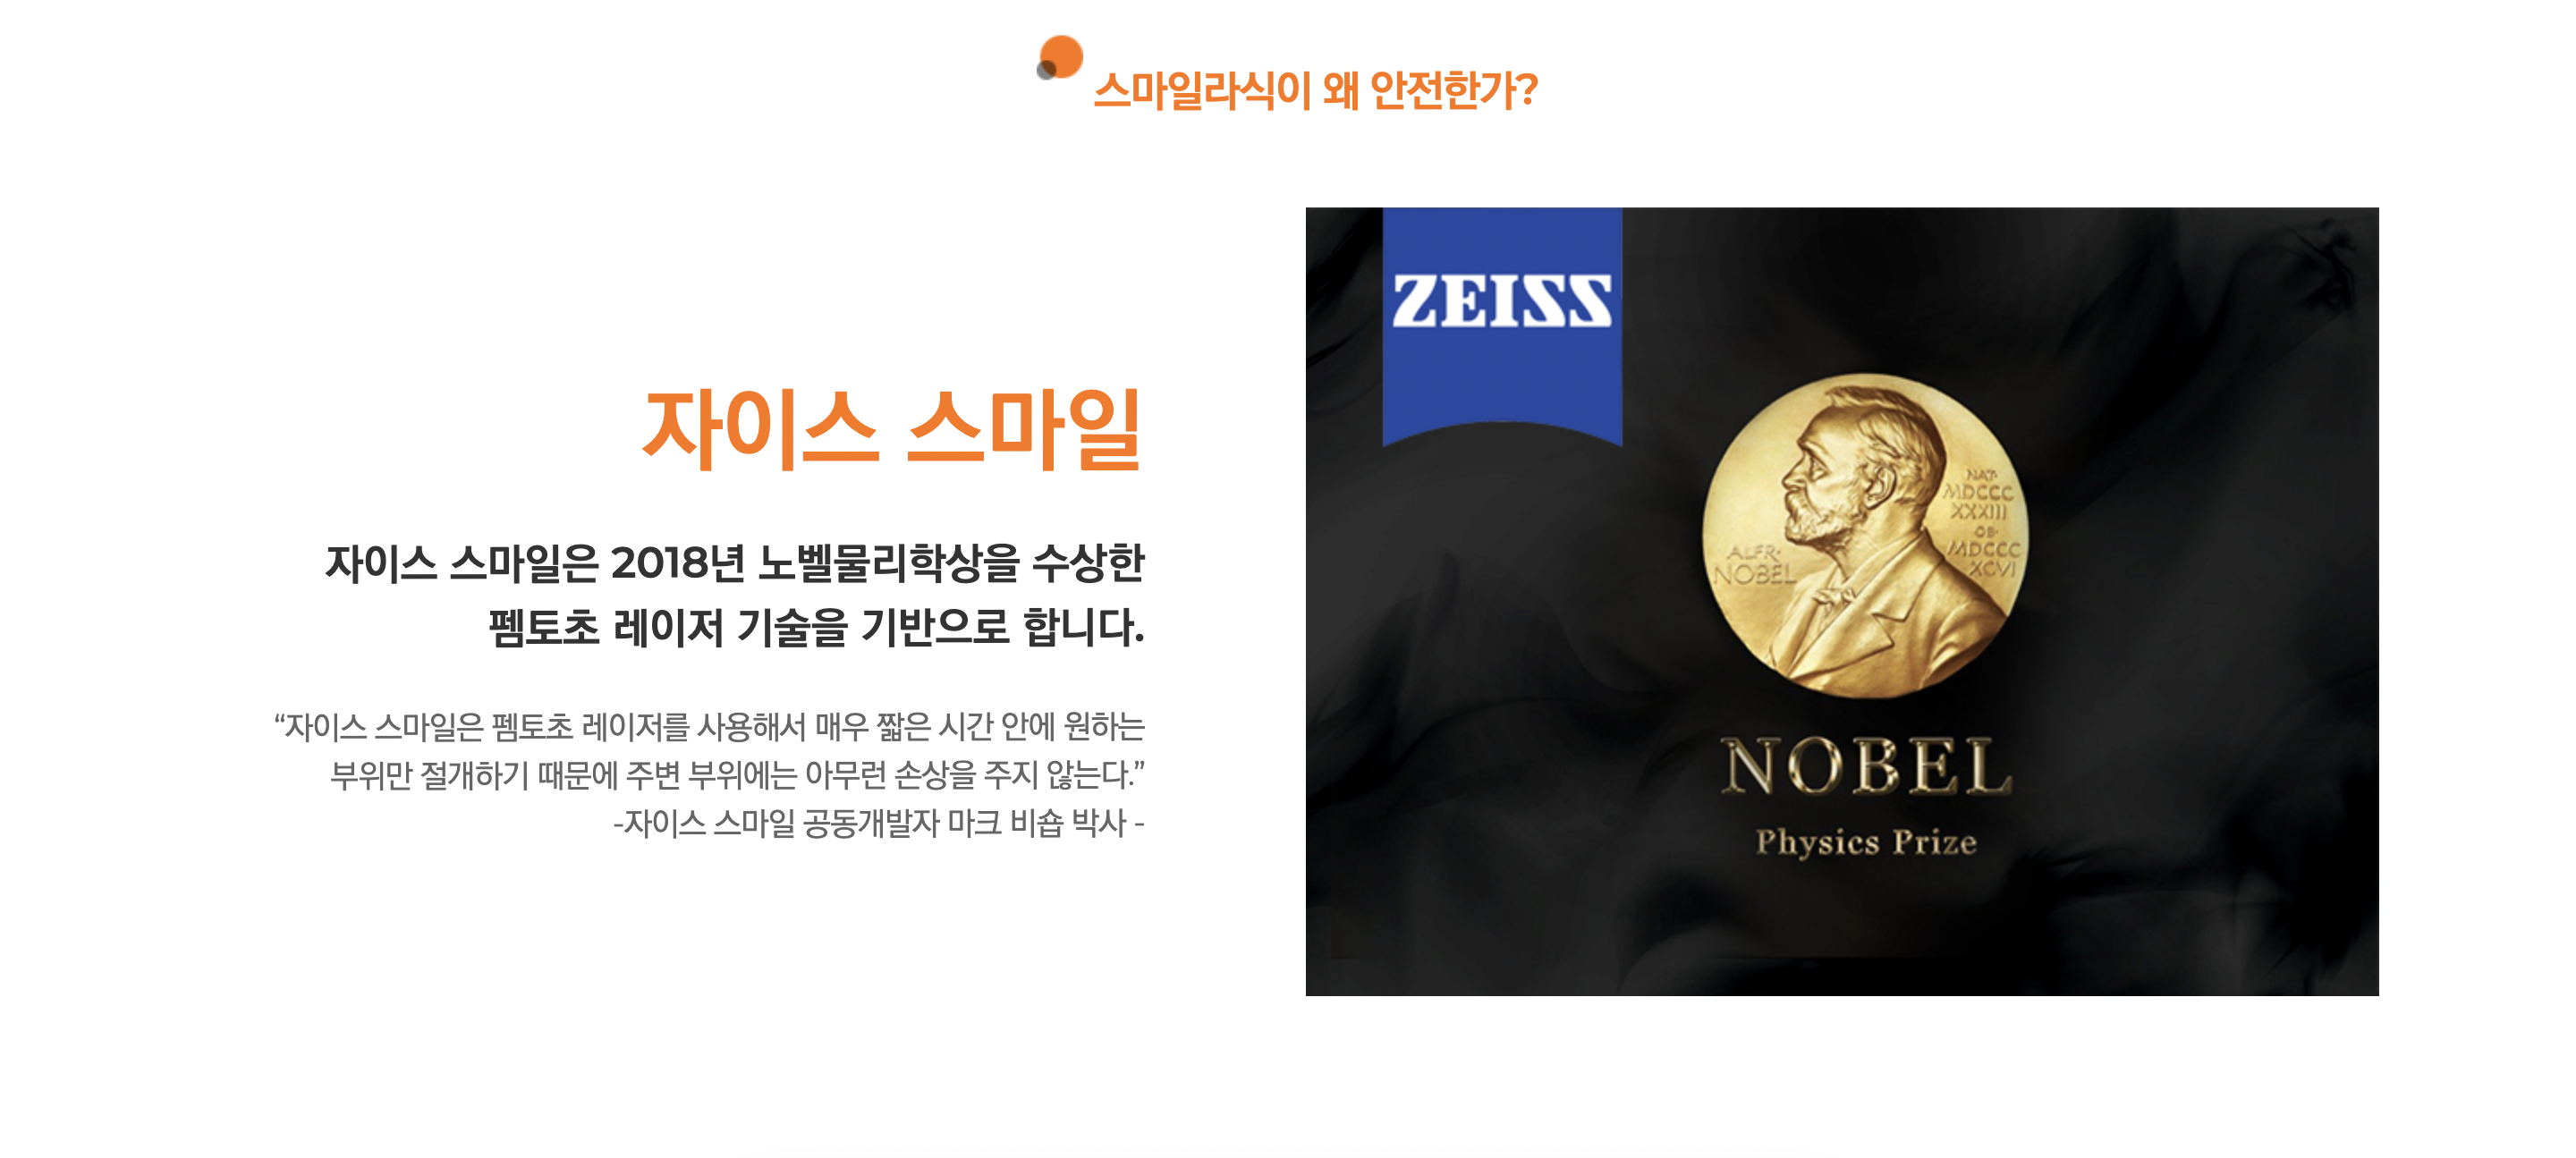 스마일라식이 왜 안전한가?
자이스 스마일
자이스 스마일은 2018년 노벨물리학상을 수상한
펨토초 레이저 기술을 기반으로 합니다.
“자이스 스마일은 펨토초 레이저를 사용해서 매우 짧은 시간 안에 원하는
부위만 절개하기 때문에 주변 부위에는 아무런 손상을 주지 않는다.”
-자이스 스마일 공동개발자 마크 비숍 박사 -
ZEISS
NAT·
MDCCC
XXXIII
OB·
MDCCC
XCVI
ALFR·
NOBEL
NOBEL
Physics Prize